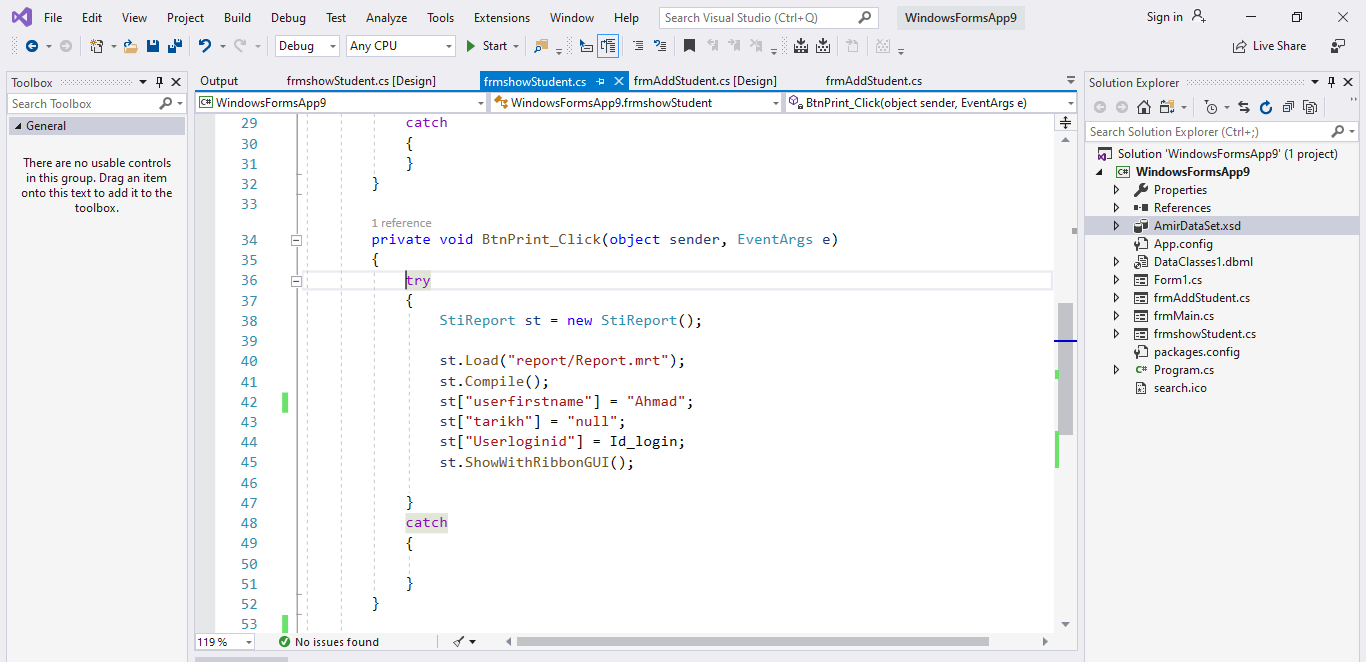 File Edit View Project Build Debug Test Analyze Tools Extensions Window Help Search Visual Studio (Ctrl+Q) WindowsFormsApp9 Sign in
Debug Any CPU Start Live Share
Toolbox
Search Toolbox
General
There are no usable controls
in this group. Drag an item
onto this text to add it to the
toolbox.
Output frmshowStudent.cs [Design] frmshowStudent.cs frmAddStudent.cs [Design] frmAddStudent.cs
C# WindowsFormsApp9 WindowsFormsApp9.frmshowStudent BtnPrint_Click(object sender, EventArgs e)
29 catch
30 {
31 }
32 }
33
1 reference
34 private void BtnPrint_Click(object sender, EventArgs e)
35 {
36 try
37 {
38 StiReport st = new StiReport();
39
40 st.Load("report/Report.mrt");
41 st.Compile();
42 st["userfirstname"] = "Ahmad";
43 st["tarikh"] = "null";
44 st["Userloginid"] = Id_login;
45 st.ShowWithRibbonGUI();
46
47 }
48 catch
49 {
50
51 }
52 }
53
119 % No issues found
Solution Explorer
Search Solution Explorer (Ctrl+;)
Solution 'WindowsFormsApp9' (1 project)
C# WindowsFormsApp9
Properties
References
AmirDataSet.xsd
App.config
DataClasses1.dbml
Form1.cs
frmAddStudent.cs
frmMain.cs
frmshowStudent.cs
packages.config
C# Program.cs
search.ico